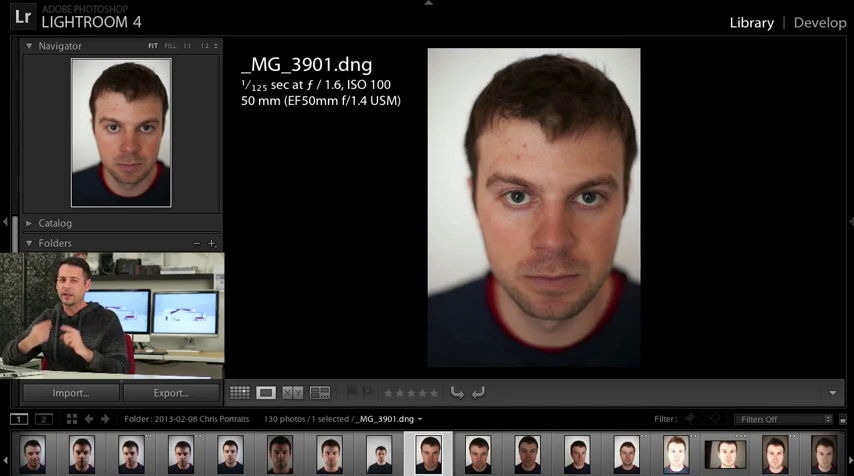 Lr
ADOBE PHOTOSHOP
LIGHTROOM 4
Library | Develop
Navigator FIT FILL 1:1 1:2
_MG_3901.dng
1/125 sec at ƒ / 1.6, ISO 100
50 mm (EF50mm f/1.4 USM)
Catalog
Folders
Import... Export...
XY
1 2 Folder : 2013-02-08 Chris Portraits 130 photos / 1 selected / _MG_3901.dng Filter : Filters Off